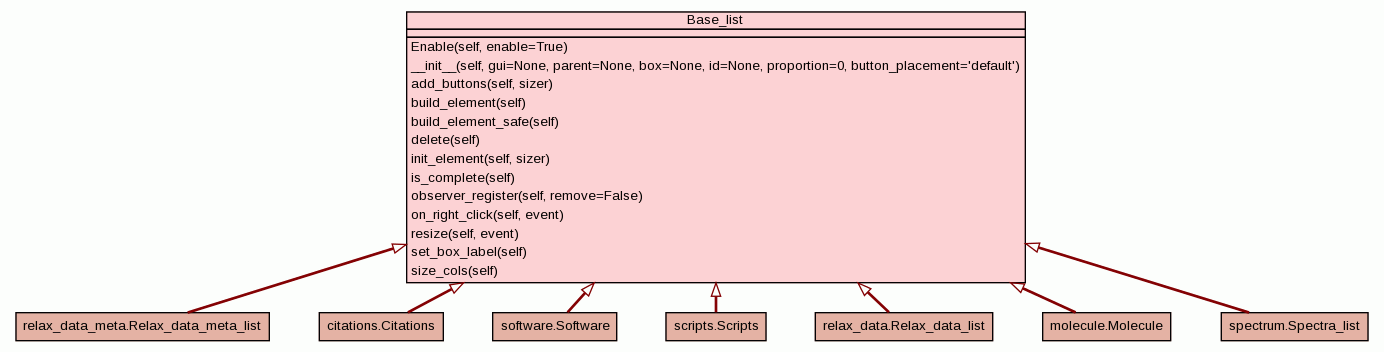 Base_list
Enable(self, enable=True)
__init__(self, gui=None, parent=None, box=None, id=None, proportion=0, button_placement='default')
add_buttons(self, sizer)
build_element(self)
build_element_safe(self)
delete(self)
init_element(self, sizer)
is_complete(self)
observer_register(self, remove=False)
on_right_click(self, event)
resize(self, event)
set_box_label(self)
size_cols(self)
relax_data_meta.Relax_data_meta_list
citations.Citations
software.Software
scripts.Scripts
relax_data.Relax_data_list
molecule.Molecule
spectrum.Spectra_list